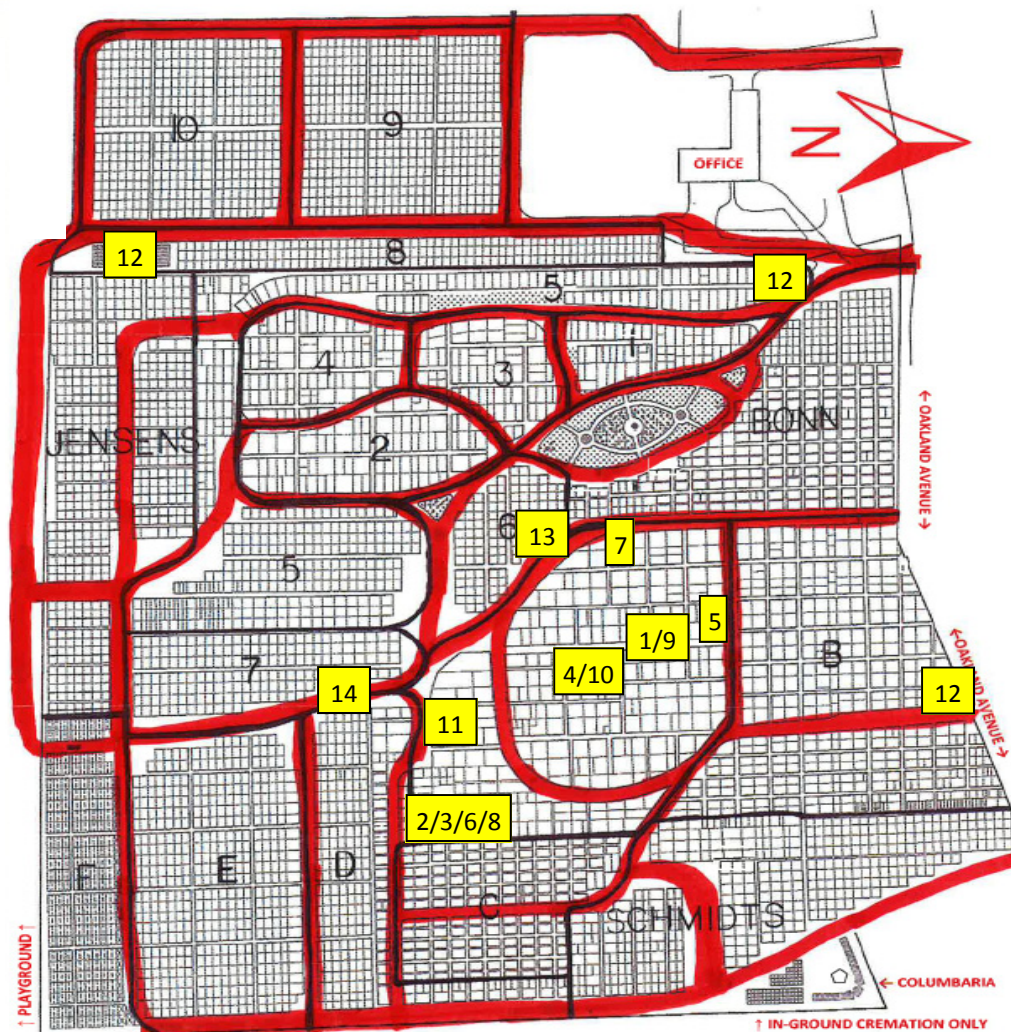 10
9
OFFICE
N
8
12
12
5
4
3
1
JENSENS
2
BONN
← OAKLAND AVENUE →
6
13
7
5
5
1/9
4/10
B
← OAKLAND AVENUE →
7
14
11
12
2/3/6/8
F
E
D
C
SCHMIDTS
↑ PLAYGROUND ↑
← COLUMBARIA
↑ IN-GROUND CREMATION ONLY